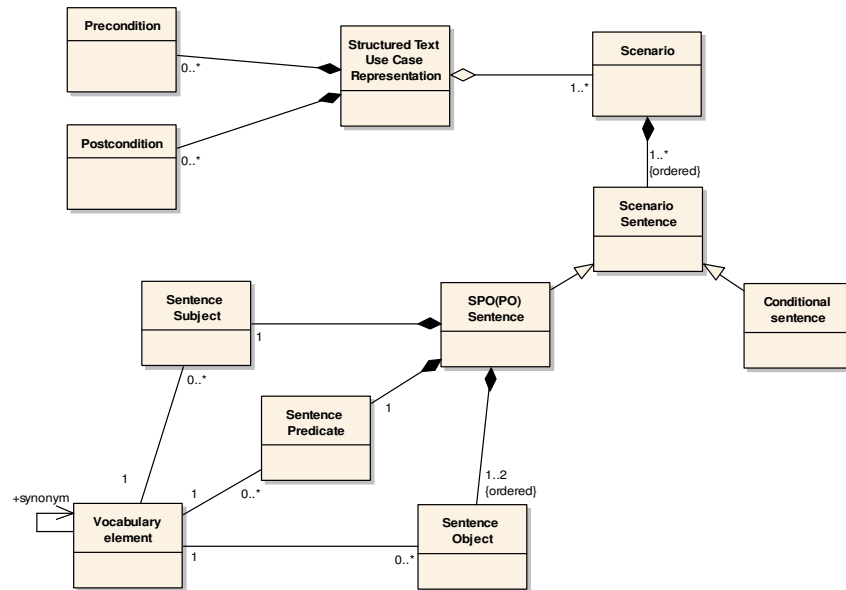 Precondition
0..*
Structured Text
Use Case
Representation
Scenario
1..*
Postcondition
0..*
1..*
{ordered}
Scenario
Sentence
Sentence
Subject
1
0..*
SPO(PO)
Sentence
Conditional
sentence
Sentence
Predicate
1
1
0..*
1..2
{ordered}
+synonym
1
Vocabulary
element
1
0..*
Sentence
Object